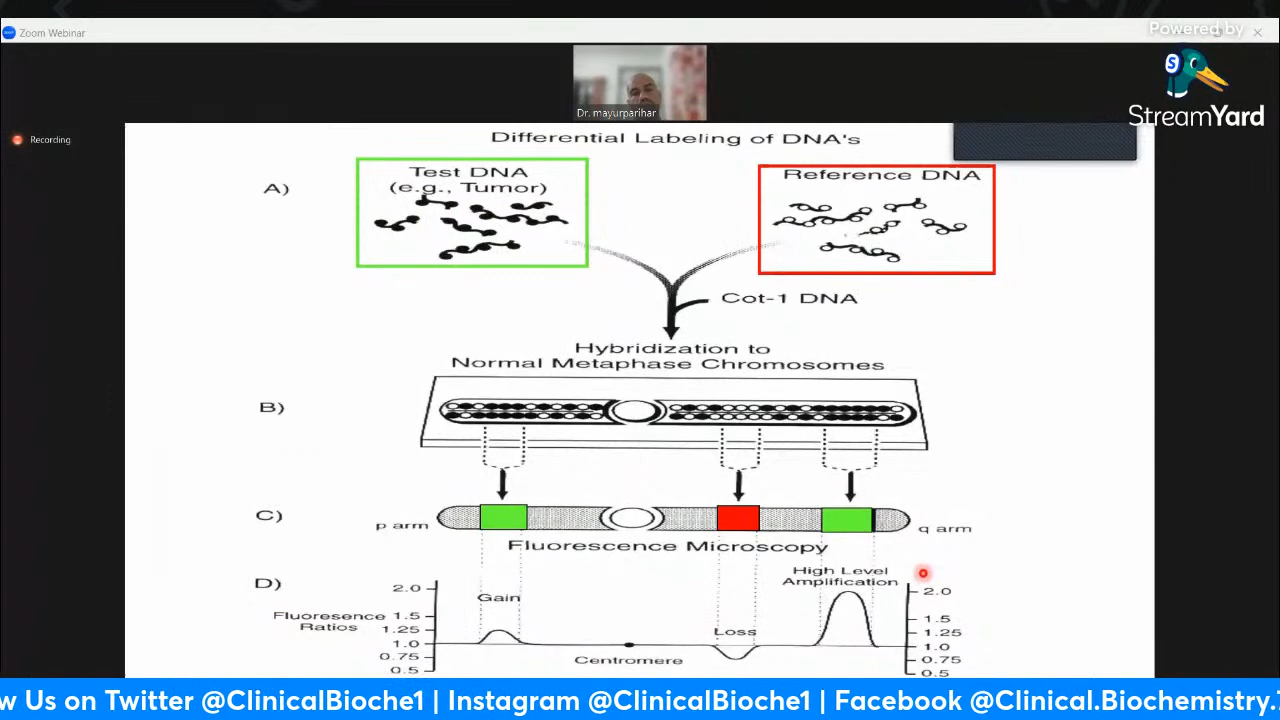 Zoom Webinar
Powered by
StreamYard
Dr. mayurparihar
Recording
Differential Labeling of DNA's
A)
Test DNA
(e.g., Tumor)
Reference DNA
Cot-1 DNA
Hybridization to
Normal Metaphase Chromosomes
B)
C)
p arm
q arm
Fluorescence Microscopy
D)
Fluoresence
Ratios
2.0
1.5
1.25
1.0
0.75
0.5
Gain
Centromere
Loss
High Level
Amplification
2.0
1.5
1.25
1.0
0.75
0.5
w Us on Twitter @ClinicalBioche1 | Instagram @ClinicalBioche1 | Facebook @Clinical.Biochemistry.